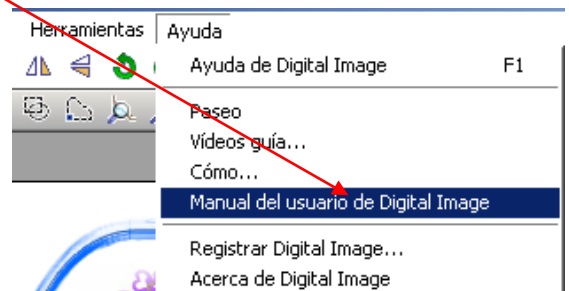 Herramientas Ayuda
Ayuda de Digital Image F1
Paseo
Vídeos guía...
Cómo...
Manual del usuario de Digital Image
Registrar Digital Image...
Acerca de Digital Image